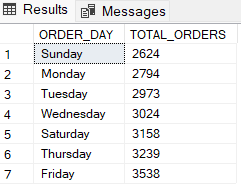 Results Messages
ORDER_DAY TOTAL_ORDERS
1 Sunday 2624
2 Monday 2794
3 Tuesday 2973
4 Wednesday 3024
5 Saturday 3158
6 Thursday 3239
7 Friday 3538